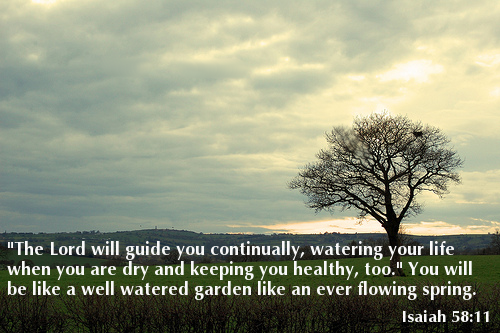 "The Lord will guide you continually, watering your life
when you are dry and keeping you healthy, too.. You will
be like a well watered garden like an ever flowing spring.
Isaiah 58:11